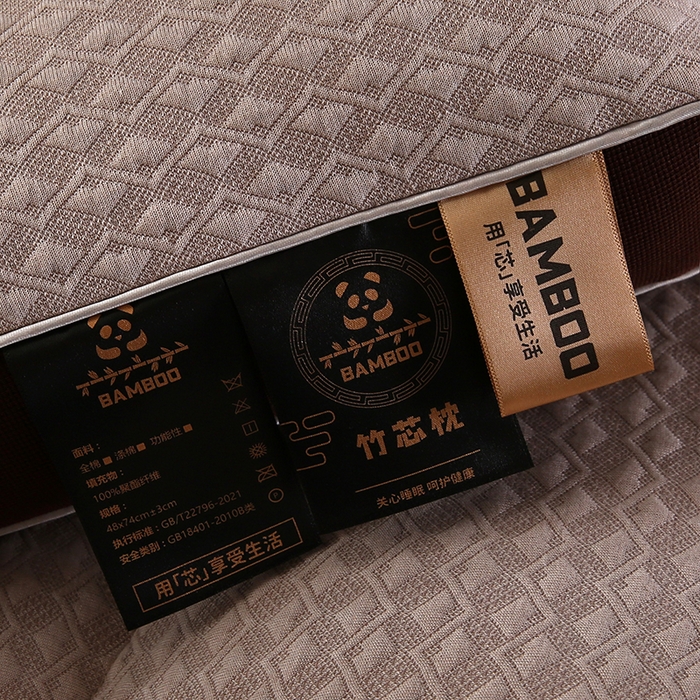 BAMBOO
面料：
全棉■ 涤棉■ 功能性■
填充物：
100%聚酯纤维
规格：
48x74cm±3cm
执行标准：GB/T22796-2021
安全类别：GB18401-2010B类
用「芯」享受生活
BAMBOO
竹芯枕
关心睡眠 呵护健康
BAMBOO
用「芯」享受生活